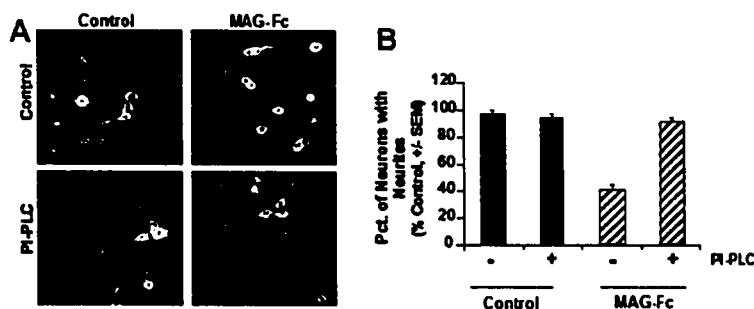 A
Control
MAG-Fc
Control
PI-PLC
B
Pct. of Neurons with
Neurites
(% Control, +/- SEM)
120
100
80
60
40
20
0
- + - + PI-PLC
Control MAG-Fc